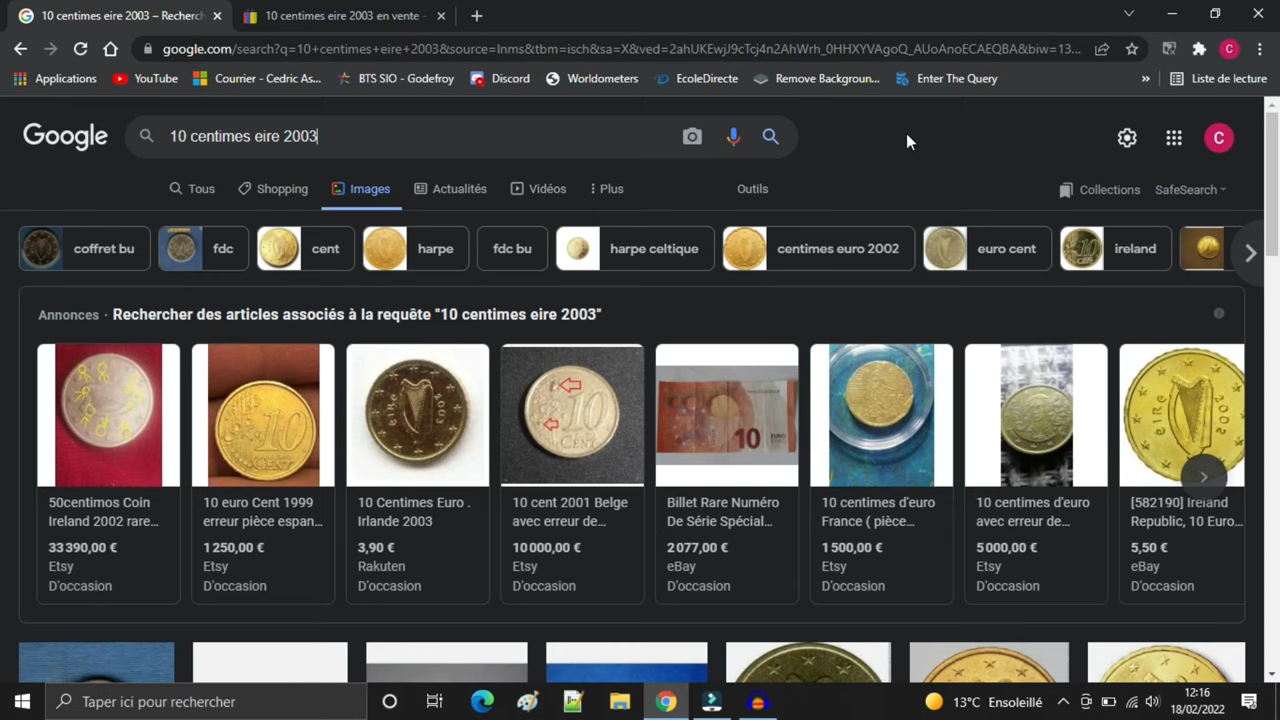 10 centimes eire 2003 – Recherch
10 centimes eire 2003 en vente -
google.com/search?q=10+centimes+eire+2003&source=lnms&tbm=isch&sa=X&ved=2ahUKEwjJ9cTcj4n2AhWrh_0HHXYVAgoQ_AUoAnoECAEQBA&biw=13...
Applications YouTube Courrier - Cedric As... BTS SIO - Godefroy Discord Worldometers EcoleDirecte Remove Backgroun... Enter The Query » Liste de lecture
Google 10 centimes eire 2003 C
Tous Shopping Images Actualités Vidéos Plus Outils Collections SafeSearch
coffret bu fdc cent harpe fdc bu harpe celtique centimes euro 2002 euro cent ireland
Annonces · Rechercher des articles associés à la requête "10 centimes eire 2003"
50centimos Coin
Ireland 2002 rare...
33 390,00 €
Etsy
D'occasion
10 euro Cent 1999
erreur pièce espan...
1 250,00 €
Etsy
D'occasion
10 Centimes Euro .
Irlande 2003
3,90 €
Rakuten
D'occasion
10 cent 2001 Belge
avec erreur de...
10 000,00 €
Etsy
D'occasion
Billet Rare Numéro
De Série Spécial...
2 077,00 €
eBay
D'occasion
10 centimes d'euro
France ( pièce...
1 500,00 €
Etsy
D'occasion
10 centimes d'euro
avec erreur de...
5 000,00 €
Etsy
D'occasion
[582190] Ireland
Republic, 10 Euro...
5,50 €
eBay
D'occasion
Taper ici pour rechercher
13°C Ensoleillé
12:16
18/02/2022